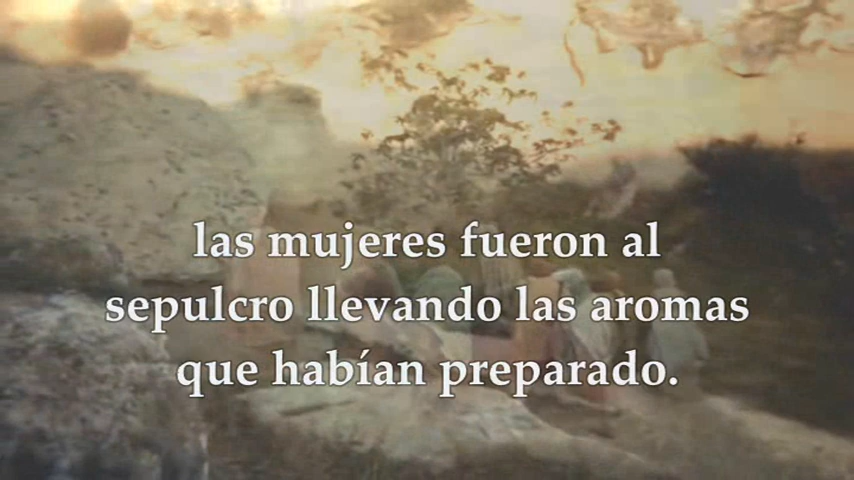 las mujeres fueron al
sepulcro llevando las aromas
que habían preparado.